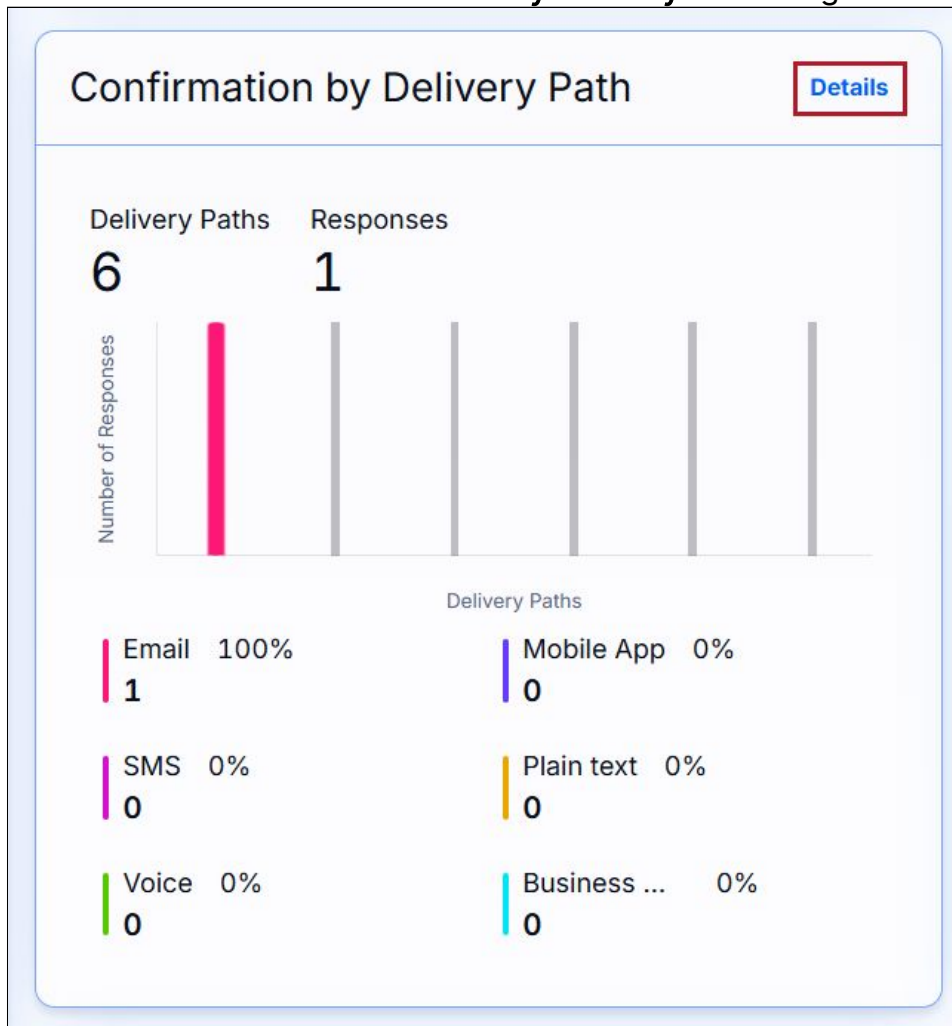 Confirmation by Delivery Path Details
Delivery Paths Responses
6 1
Number of Responses
Delivery Paths
Email 100% Mobile App 0%
1 0
SMS 0% Plain text 0%
0 0
Voice 0% Business ... 0%
0 0